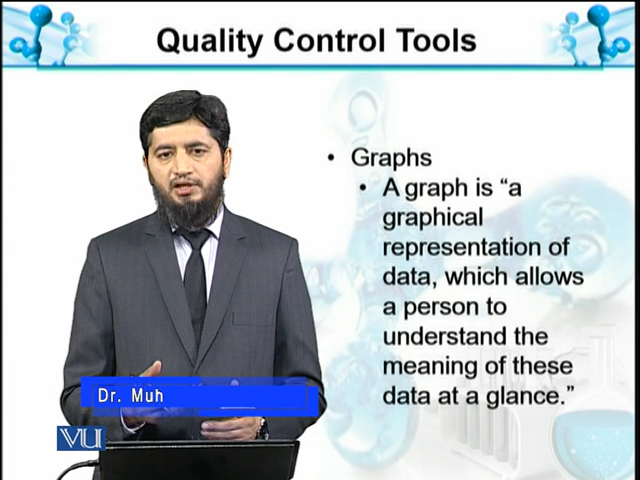 Quality Control Tools
• Graphs
• A graph is “a
graphical
representation of
data, which allows
a person to
understand the
meaning of these
data at a glance.”
Dr. Muh
VU